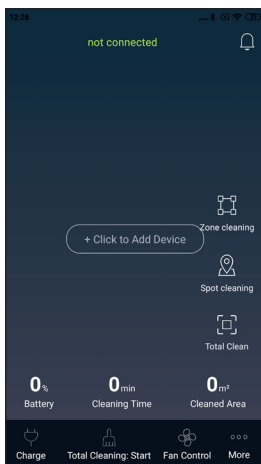 12:28
not connected
+ Click to Add Device
Zone cleaning
Spot cleaning
Total Clean
0% 0min 0m²
Battery Cleaning Time Cleaned Area
Charge Total Cleaning: Start Fan Control More